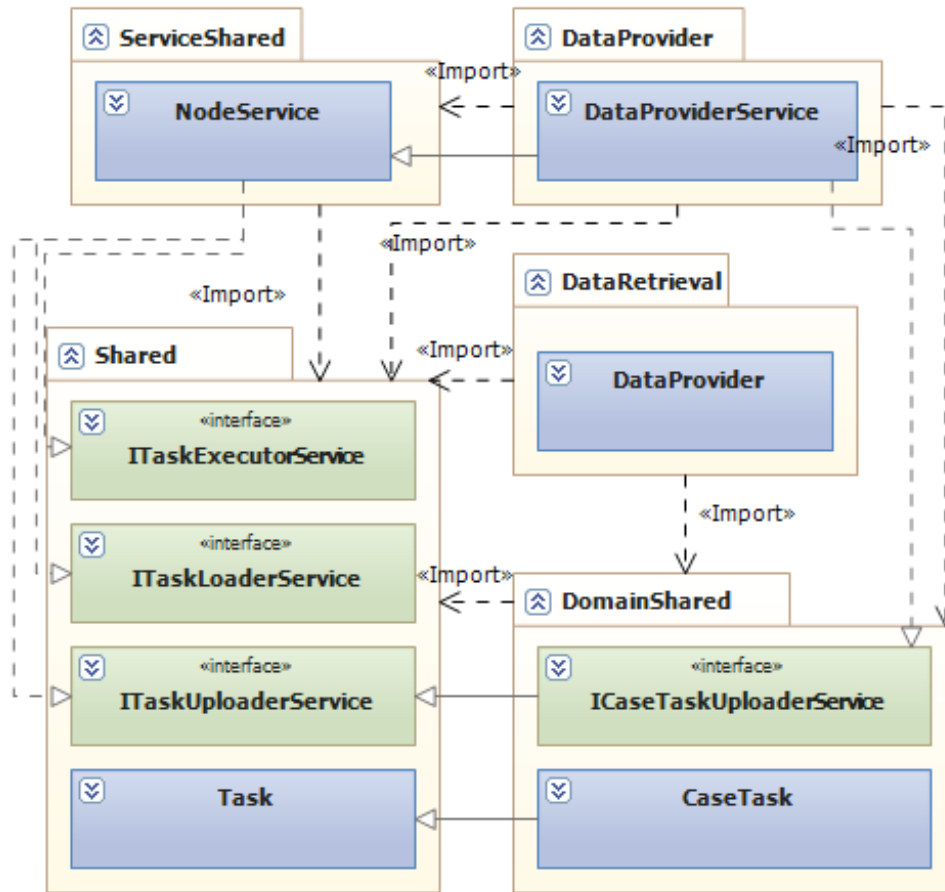 ServiceShared
DataProvider
«Import»
NodeService
DataProviderService
«Import»
«Import»
DataRetrieval
«Import»
Shared
«Import»
DataProvider
«interface»
ITaskExecutorService
«Import»
«interface»
ITaskLoaderService
«Import»
DomainShared
«interface»
ITaskUploaderService
«interface»
ICaseTaskUploaderService
Task
CaseTask